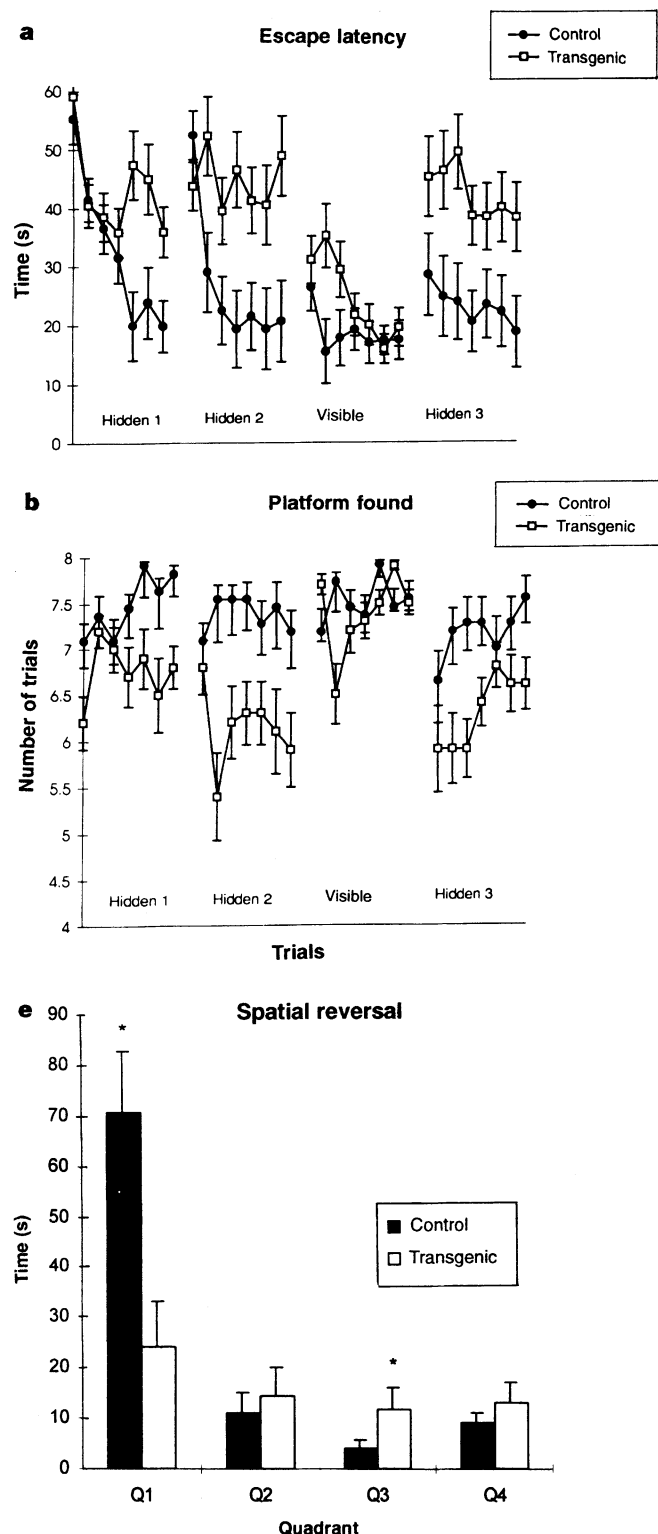 a
Escape latency
Control
Transgenic
Time (s)
60
50
40
30
20
10
0
Hidden 1
Hidden 2
Visible
Hidden 3
b
Platform found
Control
Transgenic
Number of trials
8
7.5
7
6.5
6
5.5
5
4.5
4
Hidden 1
Hidden 2
Visible
Hidden 3
Trials
e
Spatial reversal
Time (s)
90
80
70
60
50
40
30
20
10
0
*
*
Control
Transgenic
Q1 Q2 Q3 Q4
Quadrant